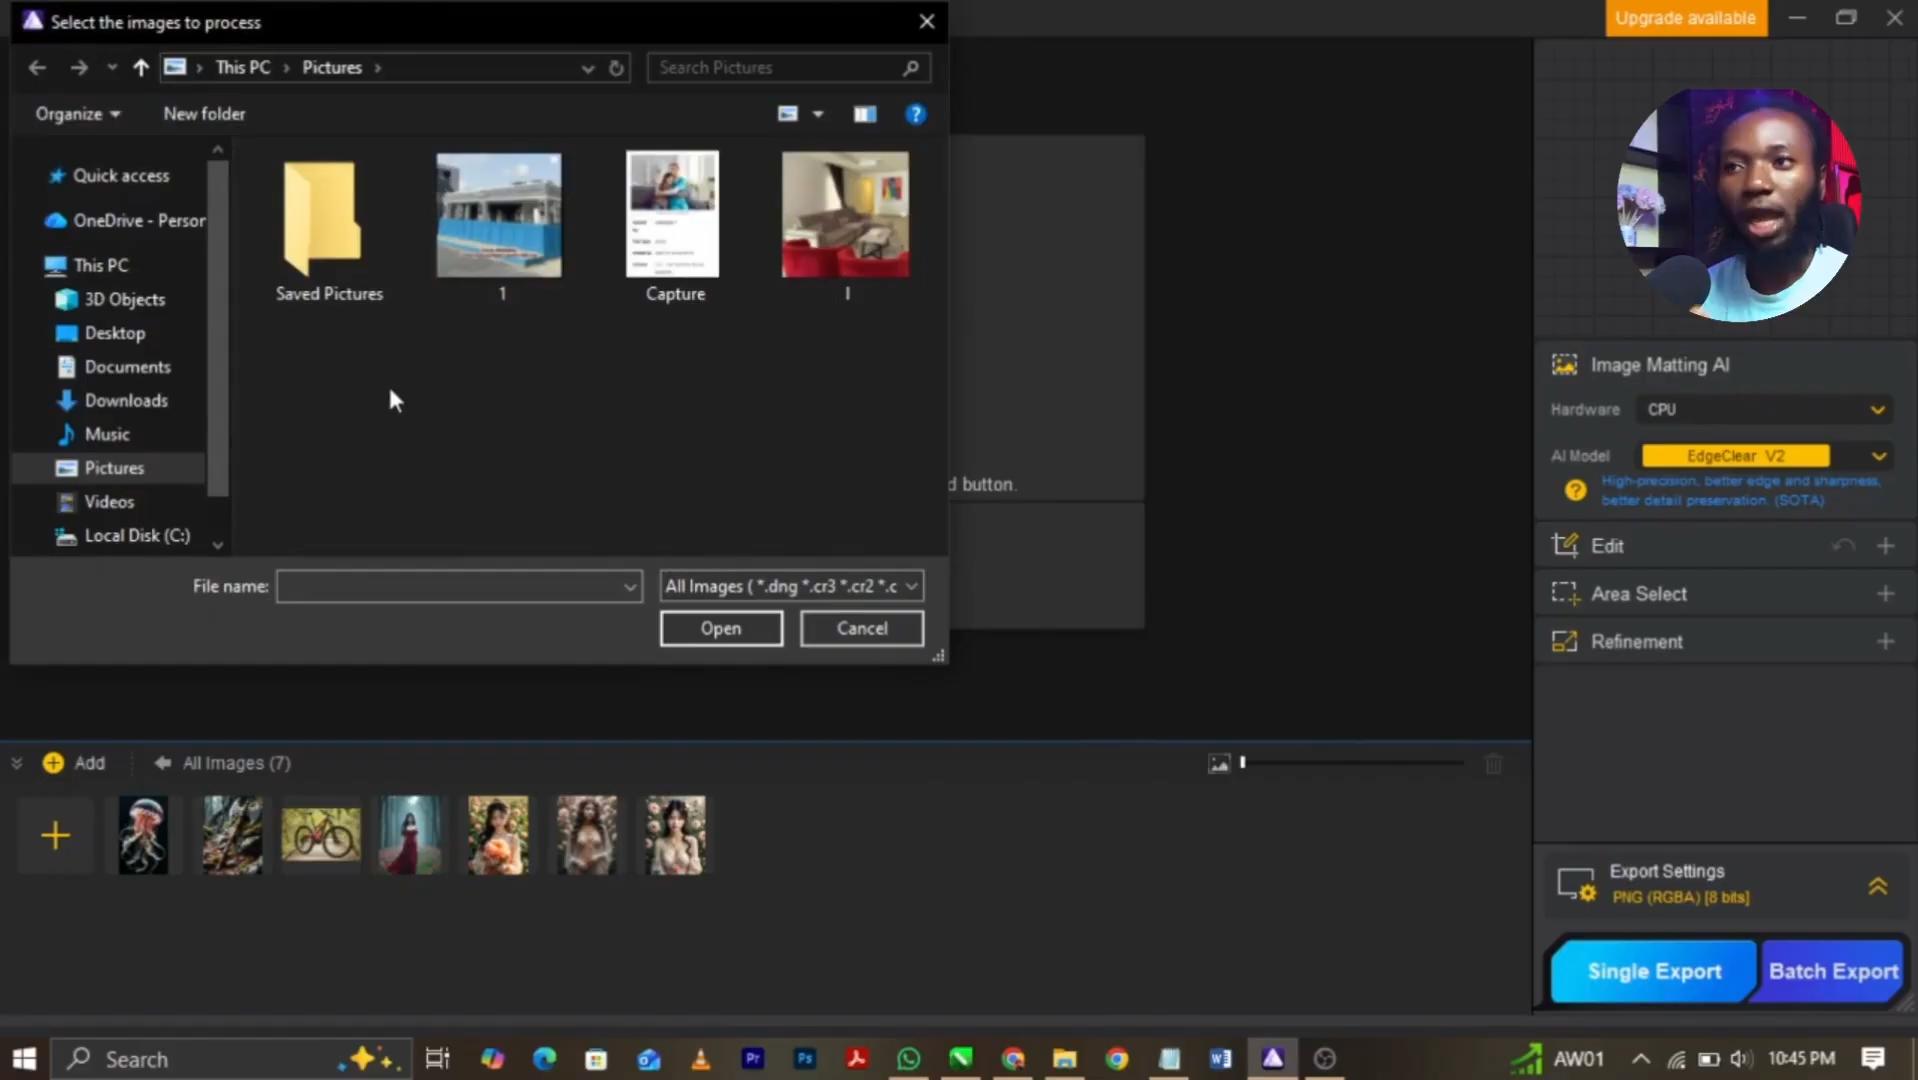 Select the images to process
Upgrade available
This PC
Pictures
Search Pictures
Organize
New folder
Quick access
OneDrive - Person
This PC
3D Objects
Desktop
Documents
Downloads
Music
Pictures
Videos
Local Disk (C:)
Saved Pictures
1
Capture
I
d button.
File name:
All Images ( *.dng *.cr3 *.cr2 *.c
Open
Cancel
Image Matting AI
Hardware
CPU
AI Model
EdgeClear V2
High-precision, better edge and sharpness,
better detail preservation. (SOTA)
Edit
Area Select
Refinement
Add
All Images (7)
Export Settings
PNG (RGBA) [8 bits]
Single Export
Batch Export
Search
Pr
Ps
AW01
10:45 PM